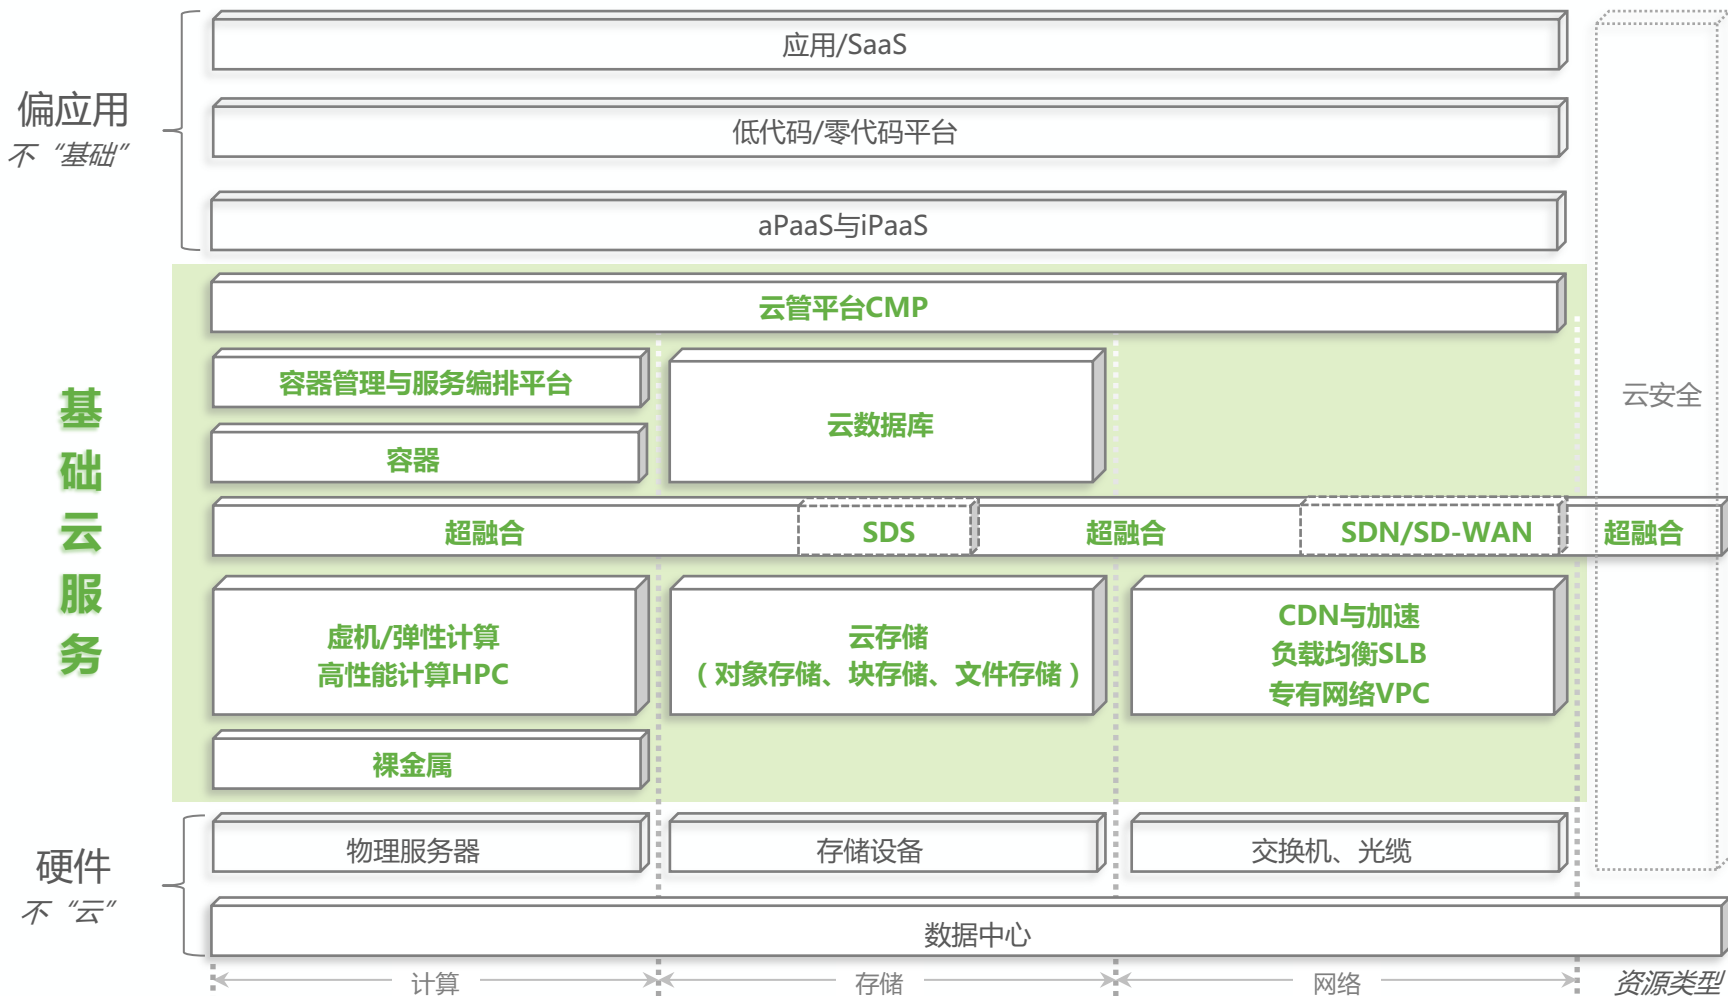 应用/SaaS
偏应用
不“基础”
低代码/零代码平台
aPaaS与iPaaS
云管平台CMP
基础云服务
容器管理与服务编排平台
容器
云数据库
云安全
超融合
SDS
超融合
SDN/SD-WAN
超融合
虚机/弹性计算
高性能计算HPC
云存储
（对象存储、块存储、文件存储）
CDN与加速
负载均衡SLB
专有网络VPC
裸金属
硬件
不“云”
物理服务器
存储设备
交换机、光缆
数据中心
计算
存储
网络
资源类型